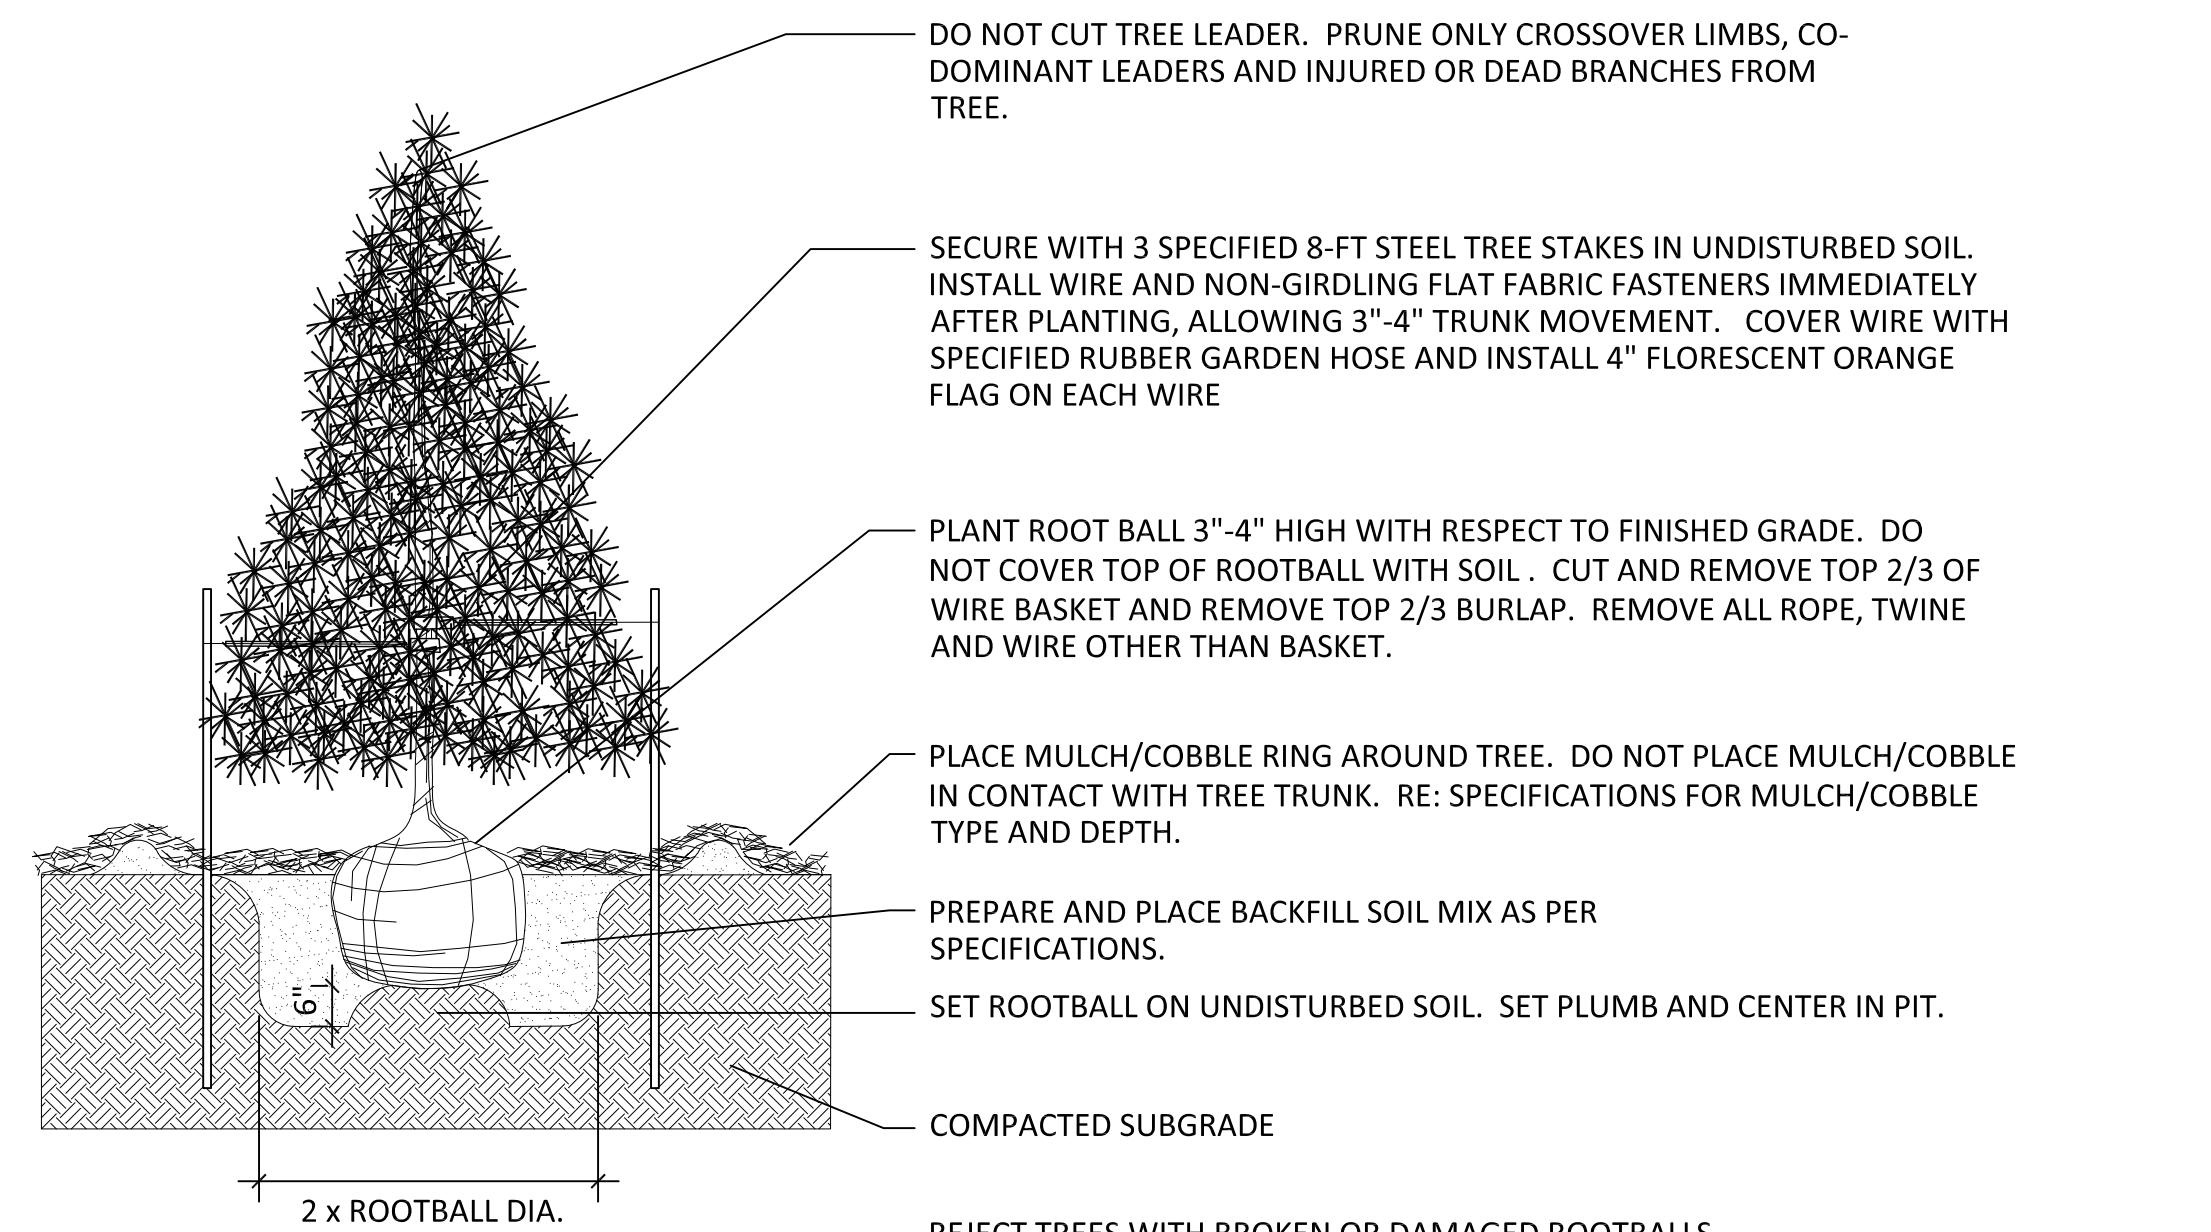 DO NOT CUT TREE LEADER.  PRUNE ONLY CROSSOVER LIMBS, CO-
DOMINANT LEADERS AND INJURED OR DEAD BRANCHES FROM
TREE.
SECURE WITH 3 SPECIFIED 8-FT STEEL TREE STAKES IN UNDISTURBED SOIL.
INSTALL WIRE AND NON-GIRDLING FLAT FABRIC FASTENERS IMMEDIATELY
AFTER PLANTING, ALLOWING 3"-4" TRUNK MOVEMENT.   COVER WIRE WITH
SPECIFIED RUBBER GARDEN HOSE AND INSTALL 4" FLORESCENT ORANGE
FLAG ON EACH WIRE
PLANT ROOT BALL 3"-4" HIGH WITH RESPECT TO FINISHED GRADE.  DO
NOT COVER TOP OF ROOTBALL WITH SOIL .  CUT AND REMOVE TOP 2/3 OF
WIRE BASKET AND REMOVE TOP 2/3 BURLAP.  REMOVE ALL ROPE, TWINE
AND WIRE OTHER THAN BASKET.
PLACE MULCH/COBBLE RING AROUND TREE.  DO NOT PLACE MULCH/COBBLE
IN CONTACT WITH TREE TRUNK.  RE: SPECIFICATIONS FOR MULCH/COBBLE
TYPE AND DEPTH.
PREPARE AND PLACE BACKFILL SOIL MIX AS PER
SPECIFICATIONS.
6"
SET ROOTBALL ON UNDISTURBED SOIL.  SET PLUMB AND CENTER IN PIT.
COMPACTED SUBGRADE
2 x ROOTBALL DIA.
REJECT TREES WITH BROKEN OR DAMAGED ROOTBALLS